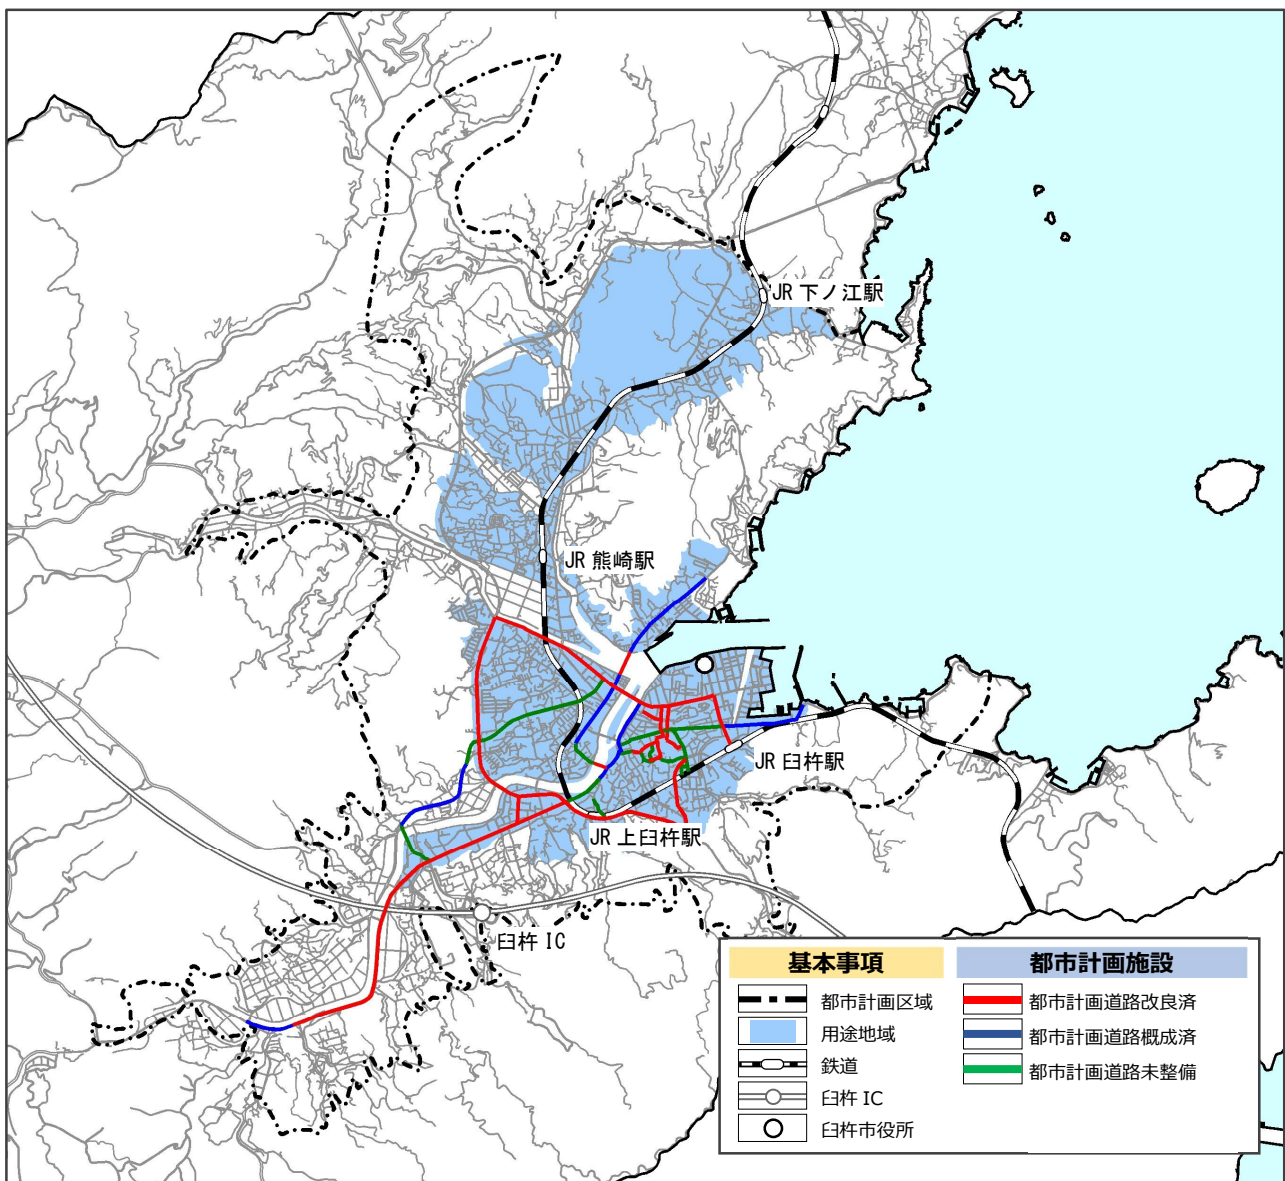 JR 下ノ江駅
JR 熊崎駅
JR 臼杵駅
JR 上臼杵駅
臼杵 IC
基本事項
都市計画区域
用途地域
鉄道
臼杵 IC
臼杵市役所
都市計画施設
都市計画道路改良済
都市計画道路概成済
都市計画道路未整備